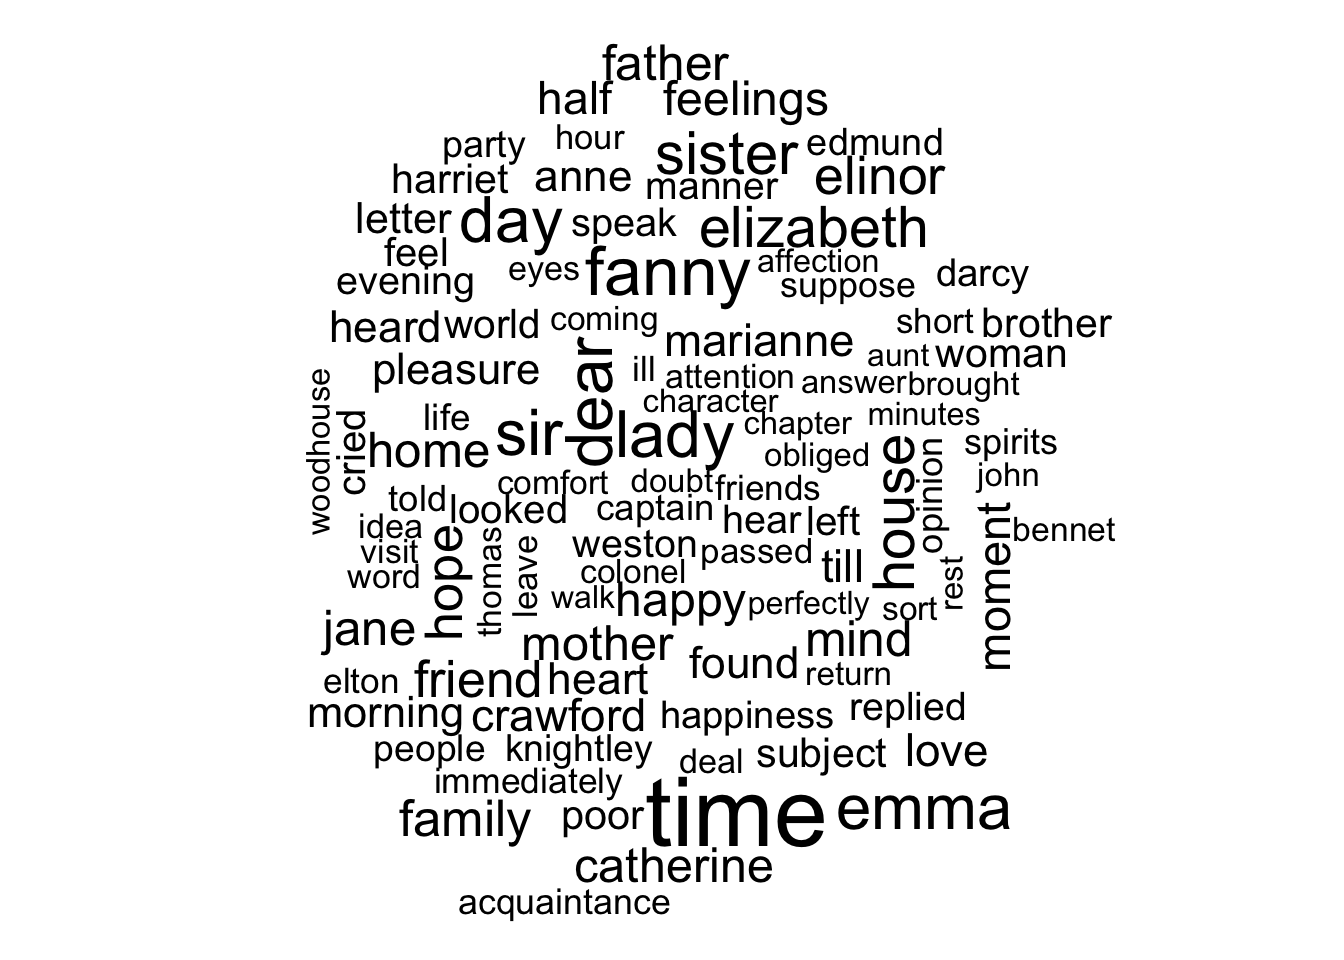 father
half feelings
party hour sister edmund
harriet anne manner elinor
letter day speak elizabeth
feel
evening eyes fanny affection suppose darcy
heard world coming marianne short brother
pleasure dear ill attention aunt woman
answer brought
woodhouse cried life character chapter minutes
home sir lady obliged house opinion spirits
told comfort doubt friends john
idea looked captain hear left moment bennet
visit hope thomas leave weston passed till rest
word colonel
walk happy perfectly sort
jane mother mind
elton friend heart found return
morning crawford happiness replied
people knightley deal subject love
immediately
family poor time emma
catherine
acquaintance